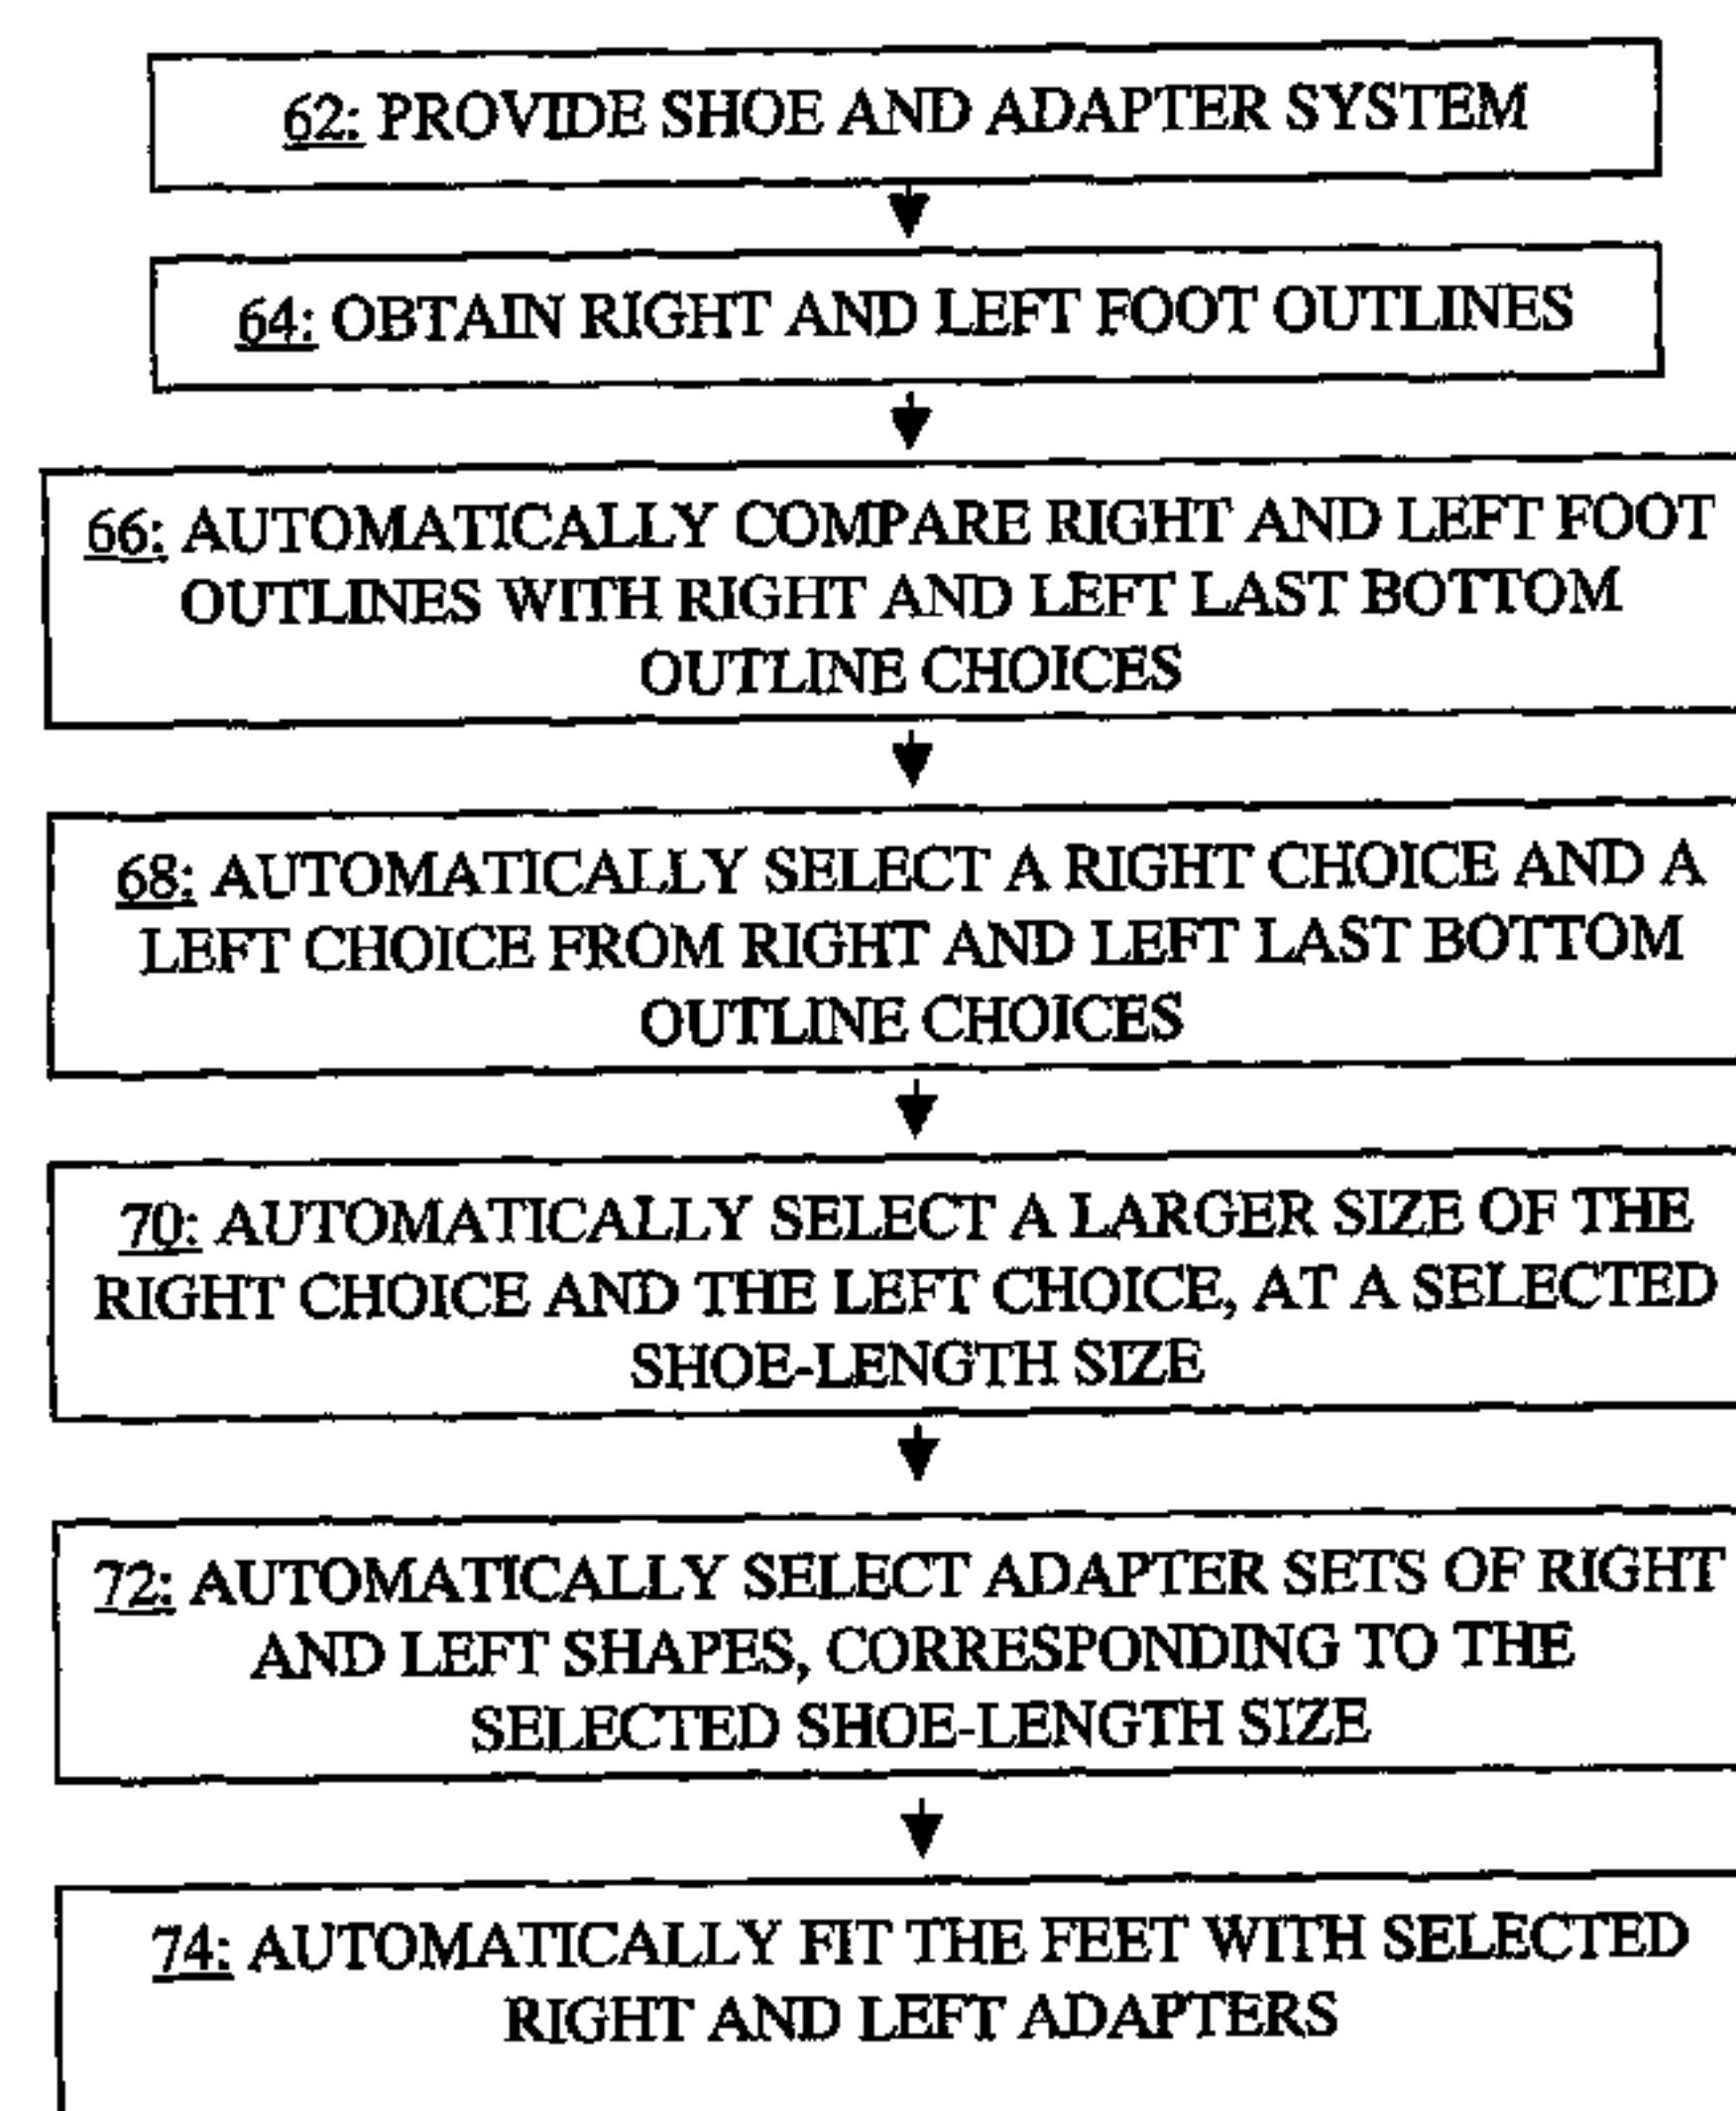 62: PROVIDE SHOE AND ADAPTER SYSTEM
64: OBTAIN RIGHT AND LEFT FOOT OUTLINES
66: AUTOMATICALLY COMPARE RIGHT AND LEFT FOOT
OUTLINES WITH RIGHT AND LEFT LAST BOTTOM
OUTLINE CHOICES
68: AUTOMATICALLY SELECT A RIGHT CHOICE AND A
LEFT CHOICE FROM RIGHT AND LEFT LAST BOTTOM
OUTLINE CHOICES
70: AUTOMATICALLY SELECT A LARGER SIZE OF THE
RIGHT CHOICE AND THE LEFT CHOICE, AT A SELECTED
SHOE-LENGTH SIZE
72: AUTOMATICALLY SELECT ADAPTER SETS OF RIGHT
AND LEFT SHAPES, CORRESPONDING TO THE
SELECTED SHOE-LENGTH SIZE
74: AUTOMATICALLY FIT THE FEET WITH SELECTED
RIGHT AND LEFT ADAPTERS